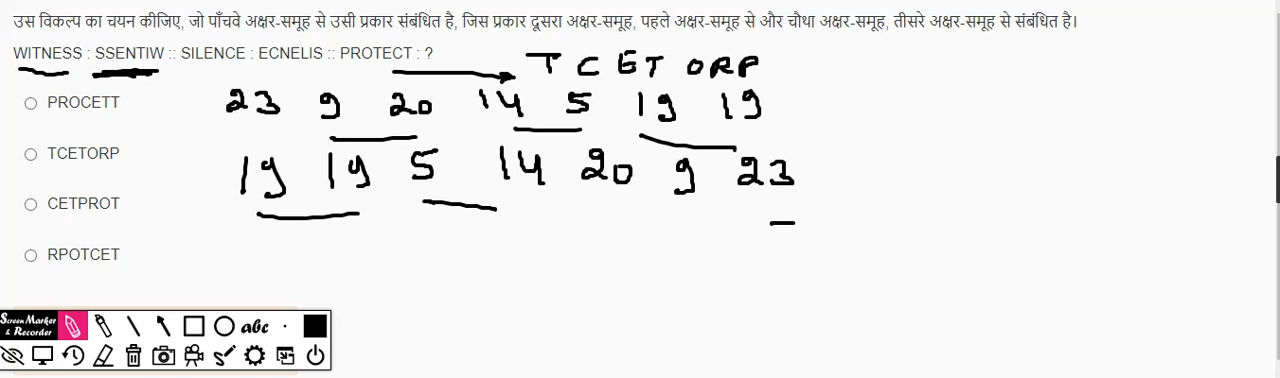 उस विकल्प का चयन कीजिए, जो पाँचवे अक्षर-समूह से उसी प्रकार संबंधित है, जिस प्रकार दूसरा अक्षर-समूह, पहले अक्षर-समूह से और चौथा अक्षर-समूह, तीसरे अक्षर-समूह से संबंधित है।
WITNESS : SSENTIW :: SILENCE : ECNELIS :: PROTECT : ?
T C E T O R P
PROCETT
23 9 20 14 5 19 19
TCETORP
19 19 5 14 20 9 23
CETPROT
RPOTCET
Screen Marker & Recorder
abc